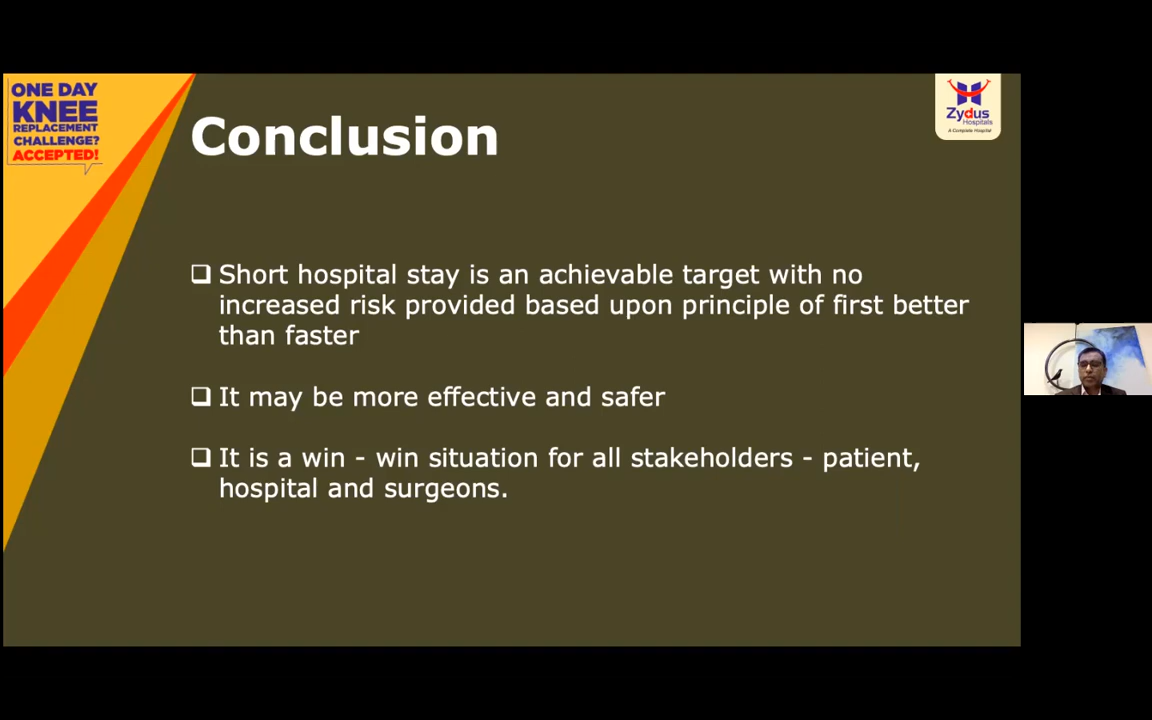 ONE DAY
KNEE
REPLACEMENT
CHALLENGE?
ACCEPTED!
Zydus
Hospitals
A Complete Hospital
Conclusion
❑ Short hospital stay is an achievable target with no
increased risk provided based upon principle of first better
than faster
❑ It may be more effective and safer
❑ It is a win - win situation for all stakeholders - patient,
hospital and surgeons.